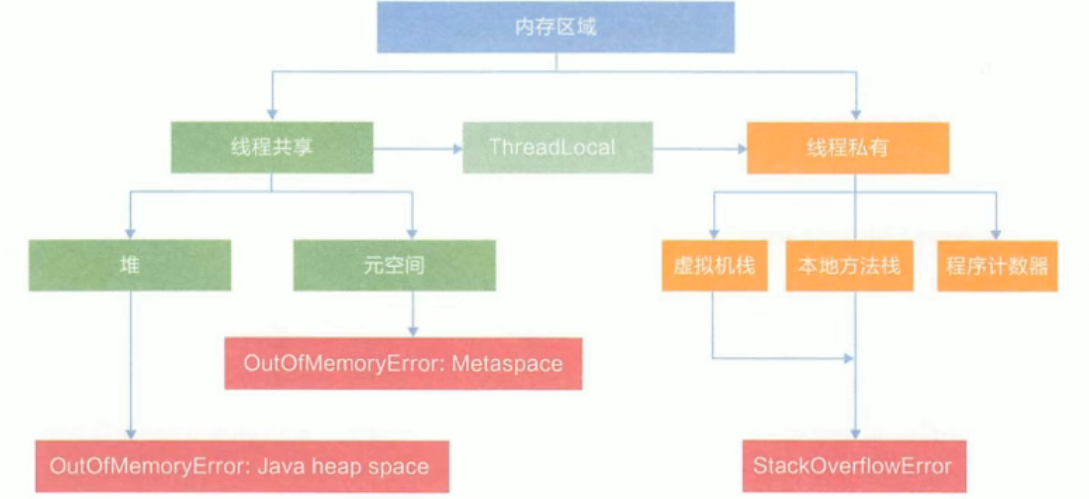 内存区域
线程共享
ThreadLocal
线程私有
堆
元空间
虚拟机栈
本地方法栈
程序计数器
OutOfMemoryError: Metaspace
OutOfMemoryError: Java heap space
StackOverflowError